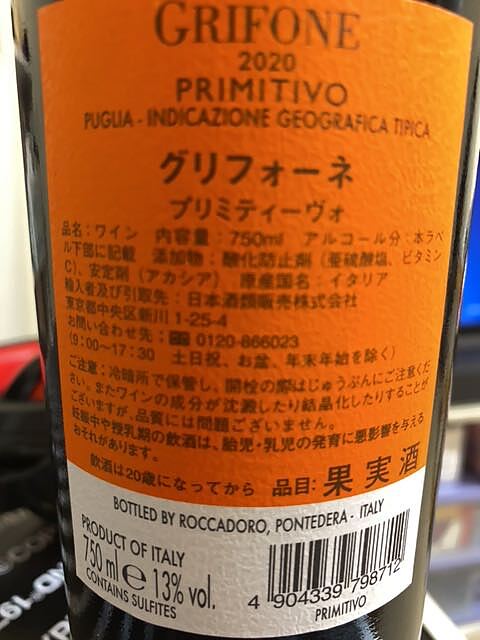 GRIFONE
2020
PRIMITIVO
PUGLIA - INDICAZIONE GEOGRAFICA TIPICA
グリフォーネ
プリミティーヴォ
品名：ワイン 内容量：750ml アルコール分：本ラベ
ル下部に記載 添加物：酸化防止剤（亜硫酸塩、ビタミン
C）、安定剤（アカシア） 原産国名：イタリア
輸入者及び引取先：日本酒類販売株式会社
東京都中央区新川 1-25-4
お問い合わせ先：☎ 0120-866023
（9:00〜17:30 土日祝、お盆、年末年始を除く）
ご注意：冷暗所で保管し、開栓の際はじゅうぶんにご注意くだ
さい。またワインの成分が沈澱したり結晶化したりすることが
ございますが、品質には問題ございません。
妊娠中や授乳期の飲酒は、胎児・乳児の発育に悪影響を与える
おそれがあります。
飲酒は20歳になってから 品目：果実酒
BOTTLED BY ROCCADORO, PONTEDERA - ITALY
PRODUCT OF ITALY
750 ml ℮ 13% vol.
CONTAINS SULFITES
4 904339 798712
PRIMITIVO